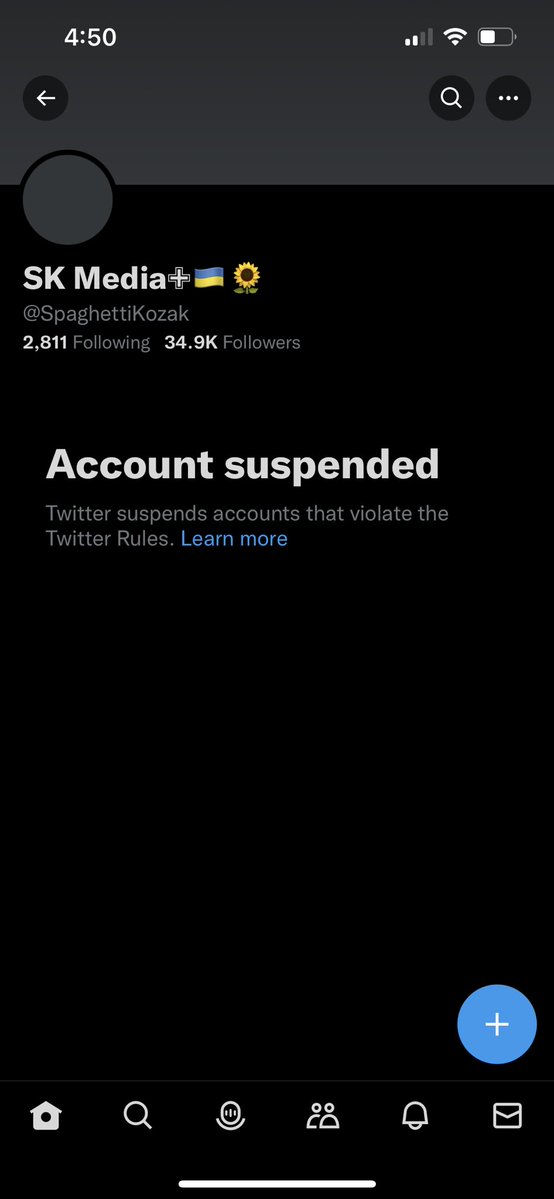 4:50
SK Media✙🇺🇦🌻
@SpaghettiKozak
2,811 Following 34.9K Followers
Account suspended
Twitter suspends accounts that violate the
Twitter Rules. Learn more